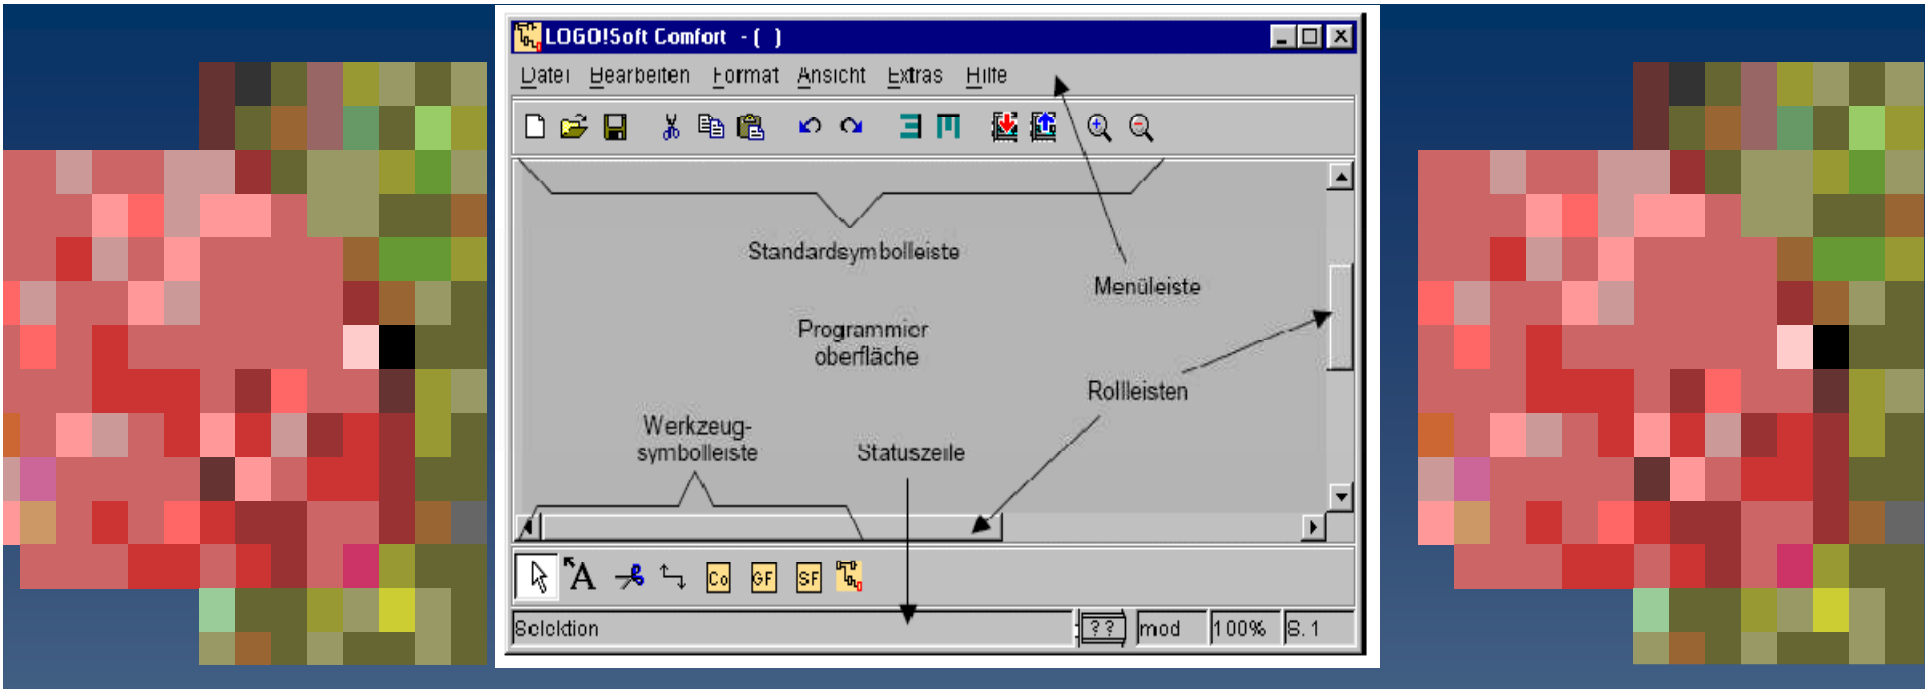 LOGO!Soft Comfort - ( )
Datei Bearbeiten Format Ansicht Extras Hilfe
Standardsymbolleiste
Menüleiste
Programmier
oberfläche
Rollleisten
Werkzeug-
symbolleiste
Statuszeile
A
Co GF SF
Selektion ?? mod 100% S.1